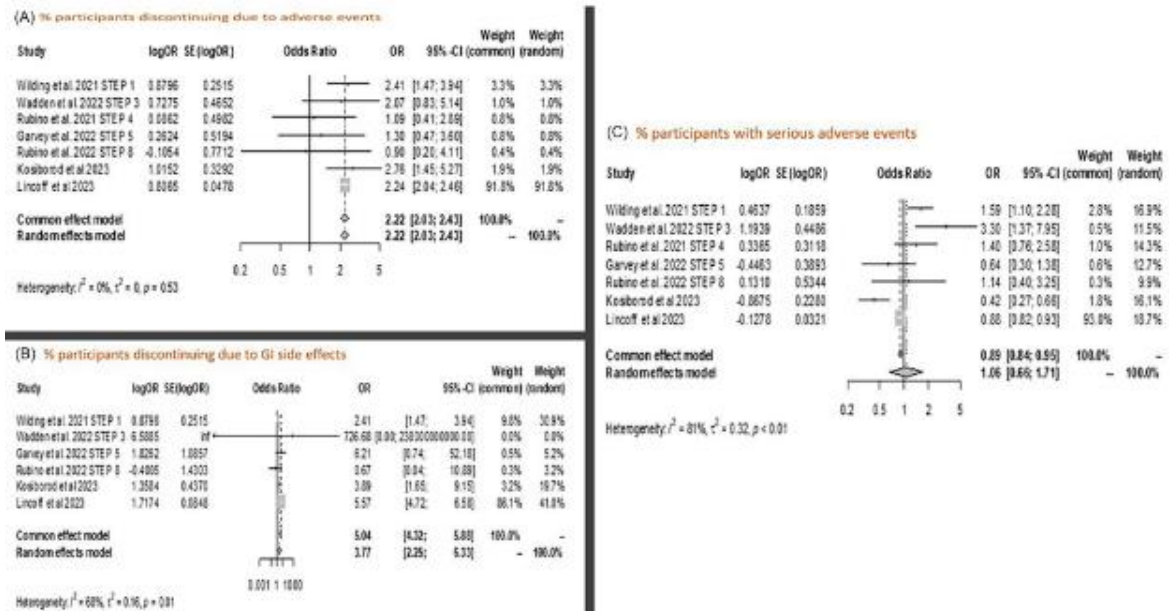 (A) % participants discontinuing due to adverse events
Weight Weight
Study logOR SE(logOR) Odds Ratio OR 95%-CI (common) (random)
Wilding et al. 2021 STEP 1 0.8796 0.2515 2.41 [1.47; 3.94] 3.3% 3.3%
Wadden et al. 2022 STEP 3 0.7275 0.4652 2.07 [0.83; 5.14] 1.0% 1.0%
Rubino et al. 2021 STEP 4 0.0862 0.4982 1.09 [0.41; 2.89] 0.8% 0.8%
Garvey et al. 2022 STEP 5 0.2624 0.5194 1.30 [0.47; 3.60] 0.8% 0.8%
Rubino et al. 2022 STEP 8 -0.1054 0.7712 0.90 [0.20; 4.11] 0.4% 0.4%
Kosiborod et al 2023 1.0152 0.3292 2.76 [1.45; 5.27] 1.9% 1.9%
Lincoff et al 2023 0.8065 0.0478 2.24 [2.04; 2.46] 91.8% 91.8%
Common effect model 2.22 [2.03; 2.43] 100.0% --
Random effects model 2.22 [2.03; 2.43] -- 100.0%
0.2 0.5 1 2 5
Heterogeneity: I² = 0%, τ² = 0, p = 0.53
(B) % participants discontinuing due to GI side effects
Weight Weight
Study logOR SE(logOR) Odds Ratio OR 95%-CI (common) (random)
Wilding et al. 2021 STEP 1 0.8796 0.2515 2.41 [1.47; 3.94] 9.8% 30.9%
Wadden et al. 2022 STEP 3 6.5885 Inf 726.68 0.0% 0.0%
Garvey et al. 2022 STEP 5 1.8262 1.0857 6.21 [0.74; 52.18] 0.5% 5.2%
Rubino et al. 2022 STEP 8 -0.4005 1.4303 0.67 [0.04; 0.3% 3.2%
Kosiborod et al 2023 1.3584 0.4370 3.89 [1.65; 9.15] 3.2% 19.7%
Lincoff et al 2023 1.7174 0.0848 5.57 [4.72; 6.58] 86.1% 41.0%
Common effect model 5.04 [4.32; 5.88] 100.0% --
Random effects model 3.77 [2.25; 6.33] -- 100.0%
0.001 1 1000
Heterogeneity: I² = 68%, τ² = 0.16, p = 0.01
(C) % participants with serious adverse events
Weight Weight
Study logOR SE(logOR) Odds Ratio OR 95%-CI (common) (random)
Wilding et al. 2021 STEP 1 0.4637 0.1859 1.59 [1.10; 2.28] 2.8% 16.9%
Wadden et al. 2022 STEP 3 1.1939 0.4486 3.30 [1.37; 7.95] 0.5% 11.5%
Rubino et al. 2021 STEP 4 0.3365 0.3118 1.40 [0.76; 2.58] 1.0% 14.3%
Garvey et al. 2022 STEP 5 -0.4463 0.3893 0.64 [0.30; 1.38] 0.6% 12.7%
Rubino et al. 2022 STEP 8 0.1310 0.5344 1.14 [0.40; 3.25] 0.3% 9.9%
Kosiborod et al 2023 -0.8675 0.2280 0.42 [0.27; 0.66] 1.8% 16.1%
Lincoff et al 2023 -0.1278 0.0321 0.88 [0.82; 0.93] 93.0% 18.7%
Common effect model 0.89 [0.84; 0.95] 100.0% --
Random effects model 1.06 [0.66; 1.71] -- 100.0%
0.2 0.5 1 2 5
Heterogeneity: I² = 81%, τ² = 0.32, p < 0.01